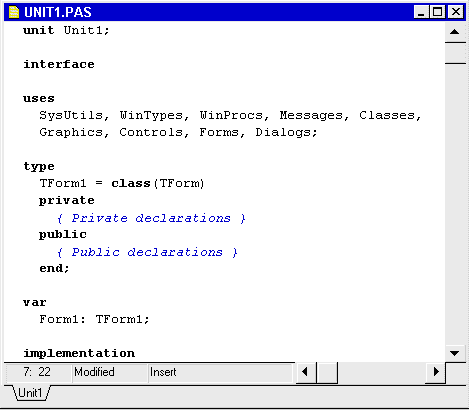 UNIT1.PAS
unit Unit1;
interface
uses
SysUtils, WinTypes, WinProcs, Messages, Classes,
Graphics, Controls, Forms, Dialogs;
type
TForm1 = class(TForm)
private
{ Private declarations }
public
{ Public declarations }
end;
var
Form1: TForm1;
implementation
7: 22 Modified Insert
Unit1